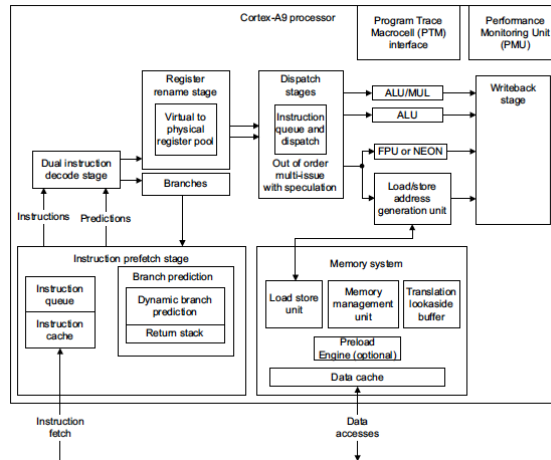 Cortex-A9 processor
Program Trace
Macrocell (PTM)
interface
Performance
Monitoring Unit
(PMU)
Register
rename stage
Virtual to
physical
register pool
Dispatch
stages
Instruction
queue and
dispatch
Out of order
multi-issue
with speculation
ALU/MUL
ALU
FPU or NEON
Load/store
address
generation unit
Writeback
stage
Dual instruction
decode stage
Branches
Instructions
Predictions
Instruction prefetch stage
Instruction
queue
Instruction
cache
Branch prediction
Dynamic branch
prediction
Return stack
Memory system
Load store
unit
Memory
management
unit
Translation
lookaside
buffer
Preload
Engine (optional)
Data cache
Instruction
fetch
Data
accesses